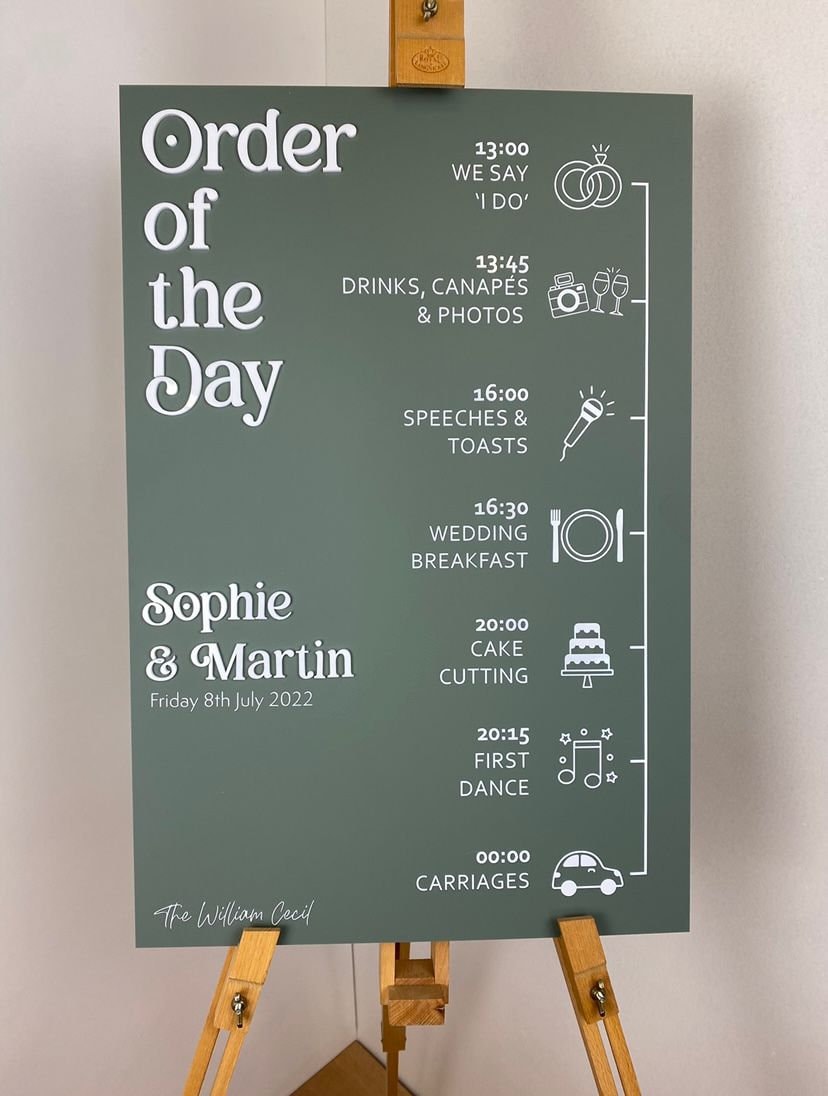 Order
of
the
Day
Sophie
& Martin
Friday 8th July 2022
The William Cecil
13:00
WE SAY
'I DO'
13:45
DRINKS, CANAPÉS
& PHOTOS
16:00
SPEECHES &
TOASTS
16:30
WEDDING
BREAKFAST
20:00
CAKE
CUTTING
20:15
FIRST
DANCE
00:00
CARRIAGES